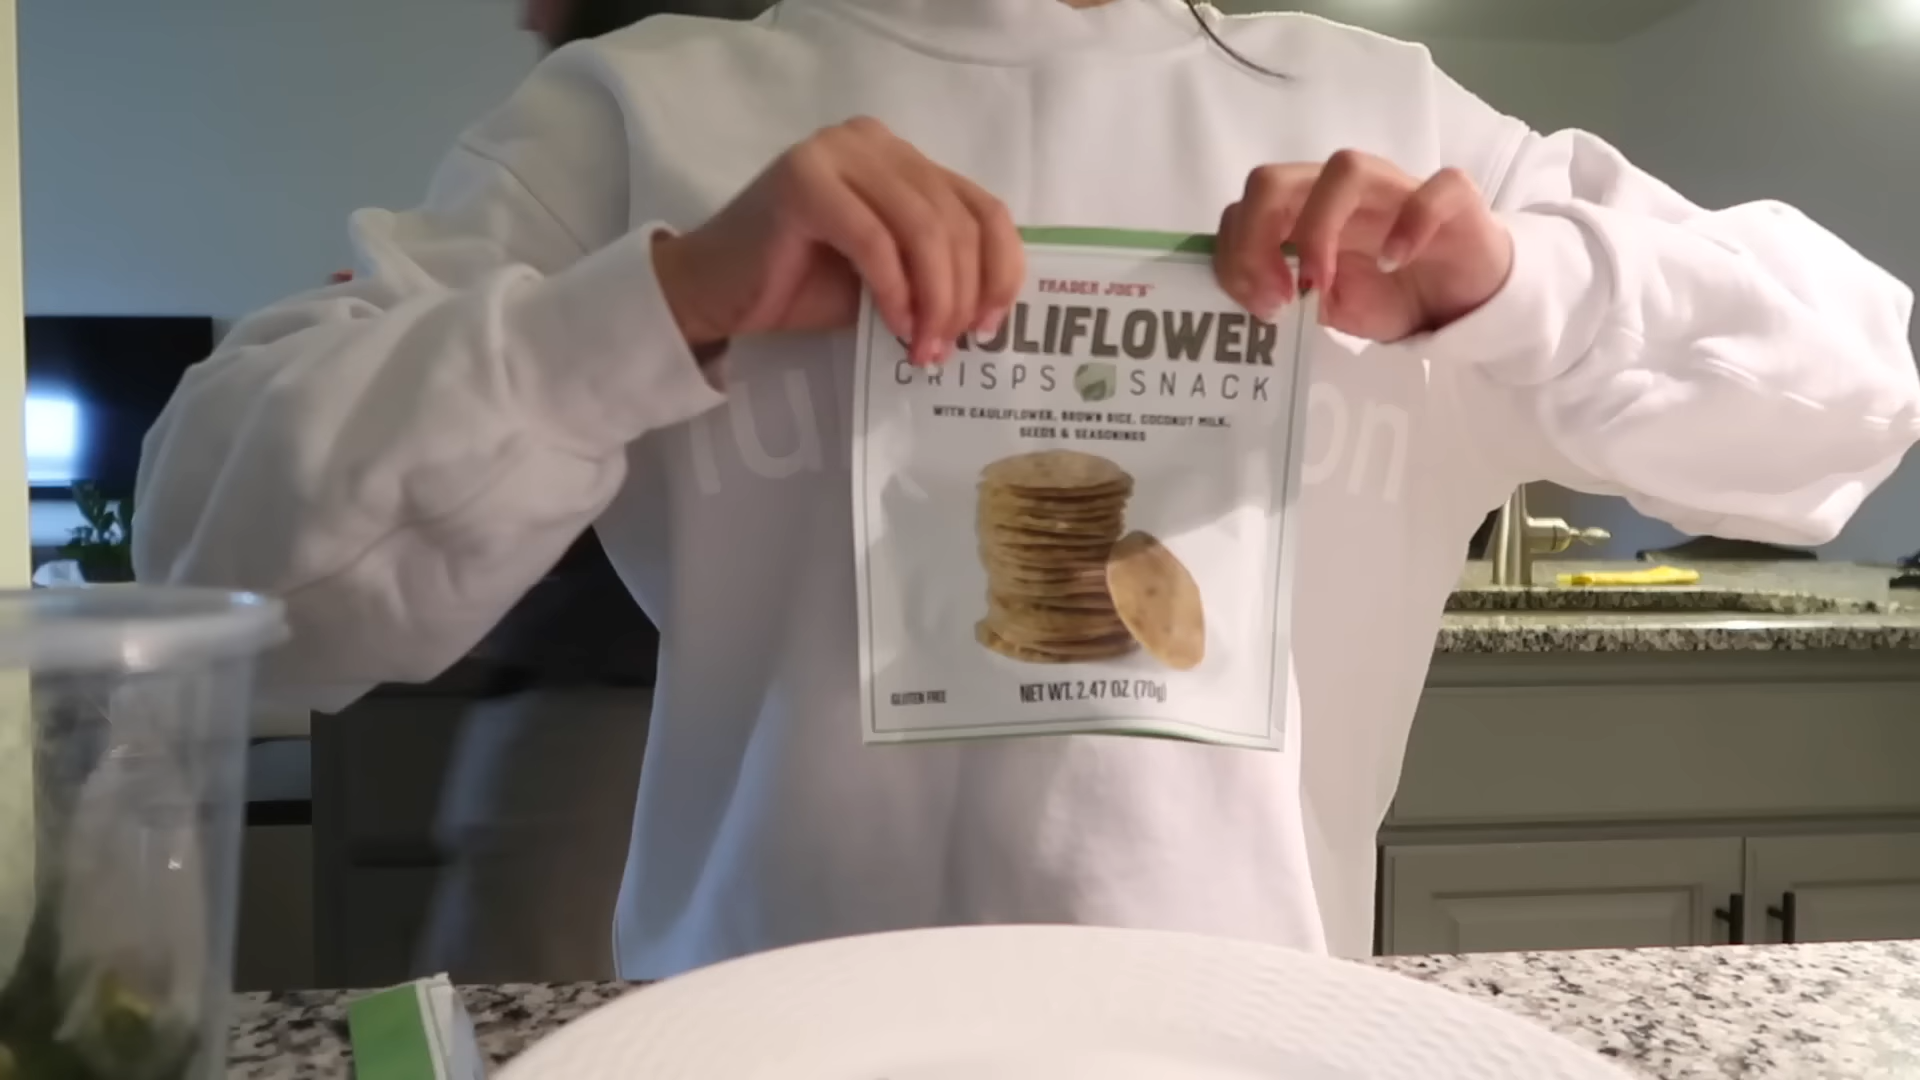 TRADER JOE'S
CAULIFLOWER
CRISPS SNACK
WITH CAULIFLOWER, BROWN RICE, COCONUT MILK,
SEEDS & SEASONINGS
GLUTEN FREE
NET WT. 2.47 OZ (70g)